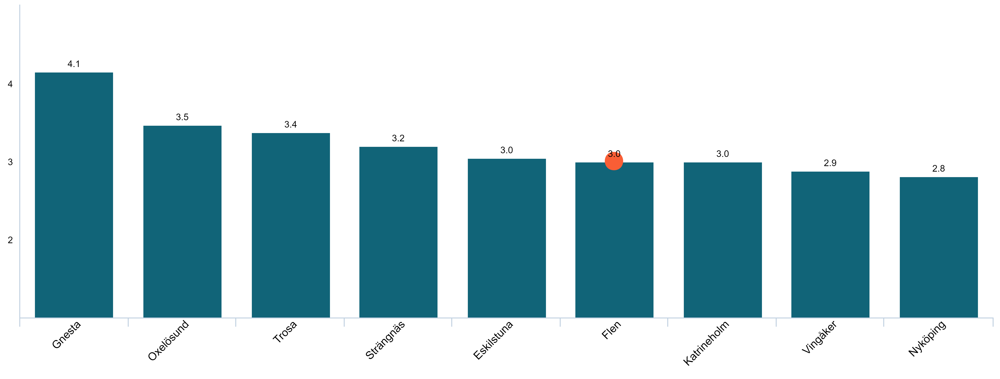 4.1
4
3.5
3.4
3.2
3.0
3.0
3.0
2.9
2.8
3
2
Gnesta
Oxelösund
Trosa
Strängnäs
Eskilstuna
Flen
Katrineholm
Vingåker
Nyköping